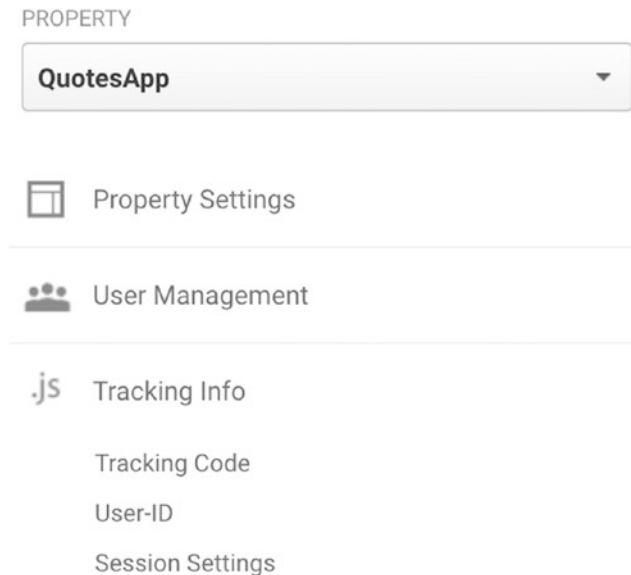 PROPERTY
QuotesApp
Property Settings
User Management
.js Tracking Info
Tracking Code
User-ID
Session Settings